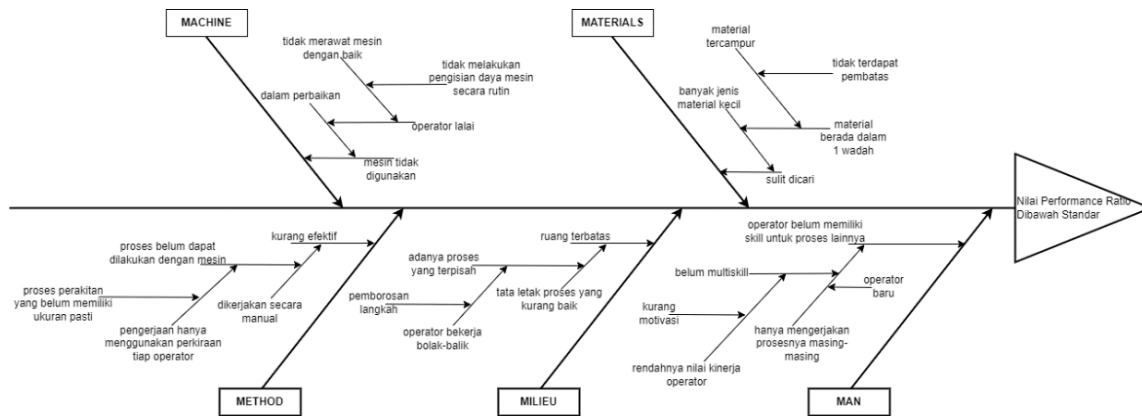 MACHINE
tidak merawat mesin
dengan baik
tidak melakukan
pengisian daya mesin
secara rutin
dalam perbaikan
operator lalai
mesin tidak
digunakan
MATERIALS
material
tercampur
tidak terdapat
pembatas
banyak jenis
material kecil
material
berada dalam
1 wadah
sulit dicari
Nilai Performance Ratio
Dibawah Standar
kurang efektif
proses belum dapat
dilakukan dengan mesin
proses perakitan
yang belum memiliki
ukuran pasti
dikerjakan secara
manual
pengerjaan hanya
menggunakan perkiraan
tiap operator
METHOD
ruang terbatas
adanya proses
yang terpisah
tata letak proses yang
kurang baik
pemborosan
langkah
operator bekerja
bolak-balik
MILIEU
operator belum memiliki
skill untuk proses lainnya
belum multiskill
operator
baru
kurang
motivasi
hanya mengerjakan
prosesnya masing-
masing
rendahnya nilai kinerja
operator
MAN